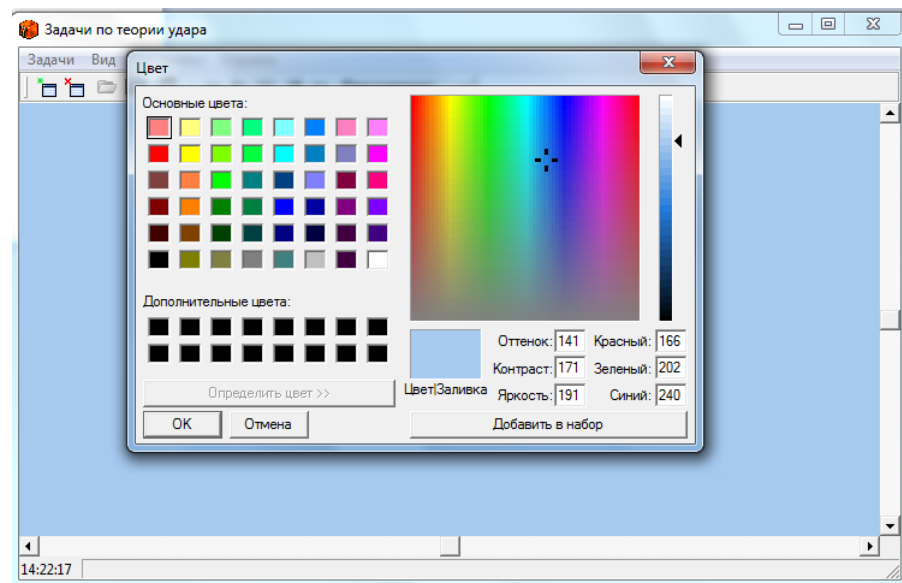 Задачи по теории удара
Задачи Вид
Цвет
Основные цвета:
Дополнительные цвета:
Определить цвет >>
ОК Отмена
Цвет|Заливка
Оттенок: 141 Красный: 166
Контраст: 171 Зеленый: 202
Яркость: 191 Синий: 240
Добавить в набор
14:22:17